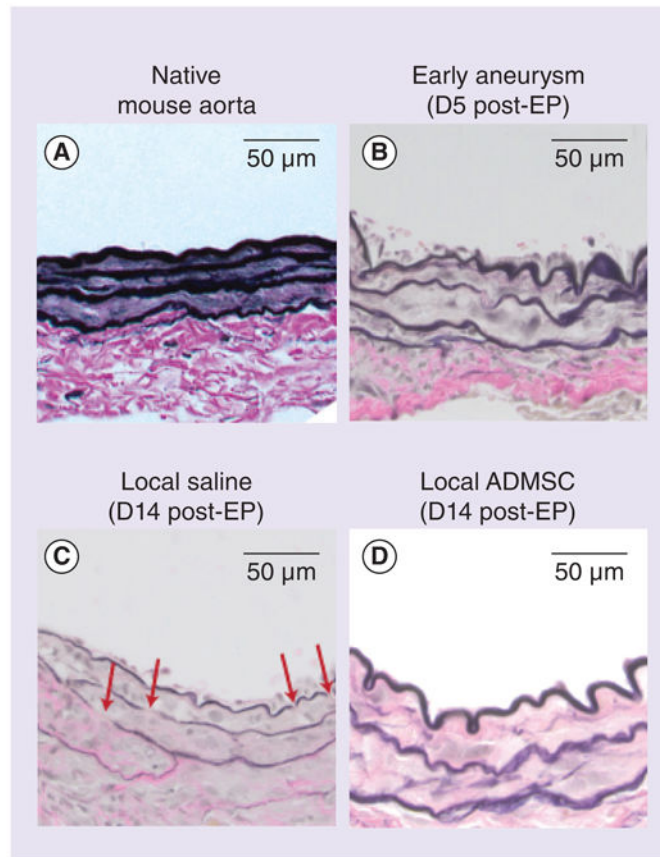 Native
mouse aorta
A
50 µm
Early aneurysm
(D5 post-EP)
B
50 µm
Local saline
(D14 post-EP)
C
50 µm
Local ADMSC
(D14 post-EP)
D
50 µm